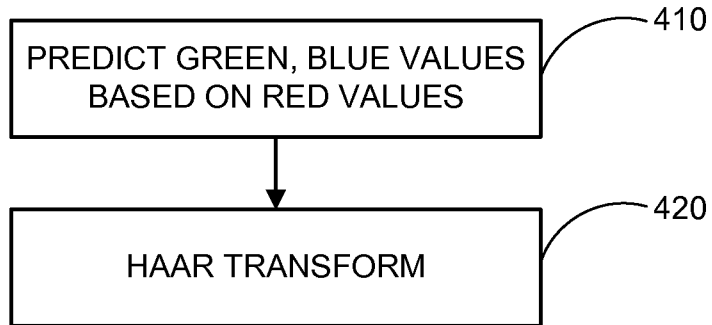 410
PREDICT GREEN, BLUE VALUES
BASED ON RED VALUES
420
HAAR TRANSFORM